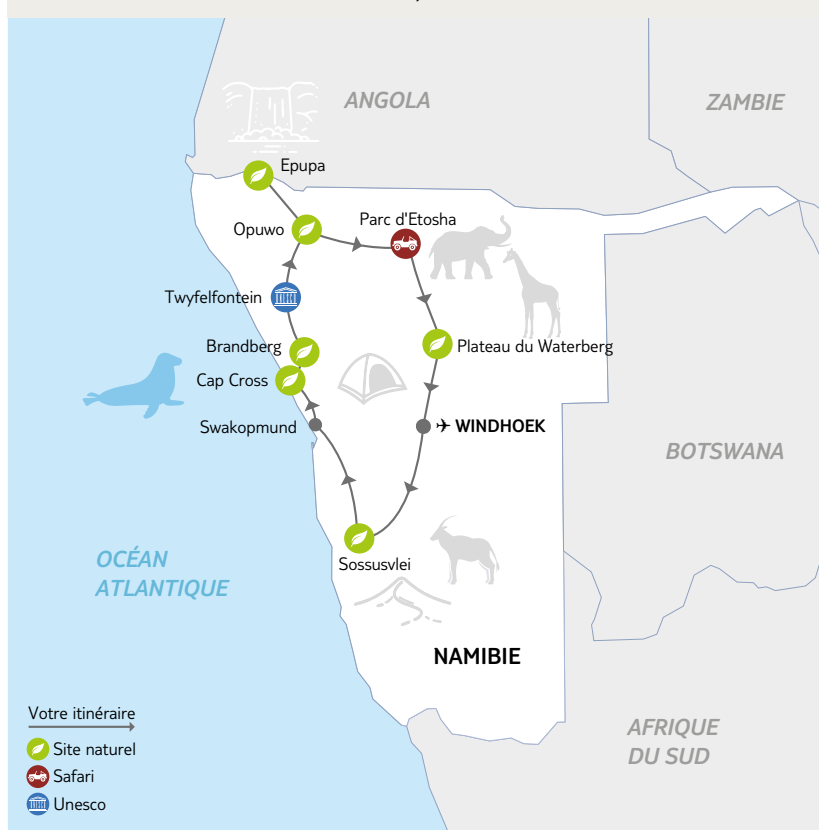 ANGOLA
ZAMBIE
Epupa
Opuwo
Parc d'Etosha
Twyfelfontein
Brandberg
Plateau du Waterberg
Cap Cross
Swakopmund
WINDHOEK
BOTSWANA
OCÉAN
ATLANTIQUE
Sossusvlei
NAMIBIE
Votre itinéraire
Site naturel
Safari
Unesco
AFRIQUE
DU SUD